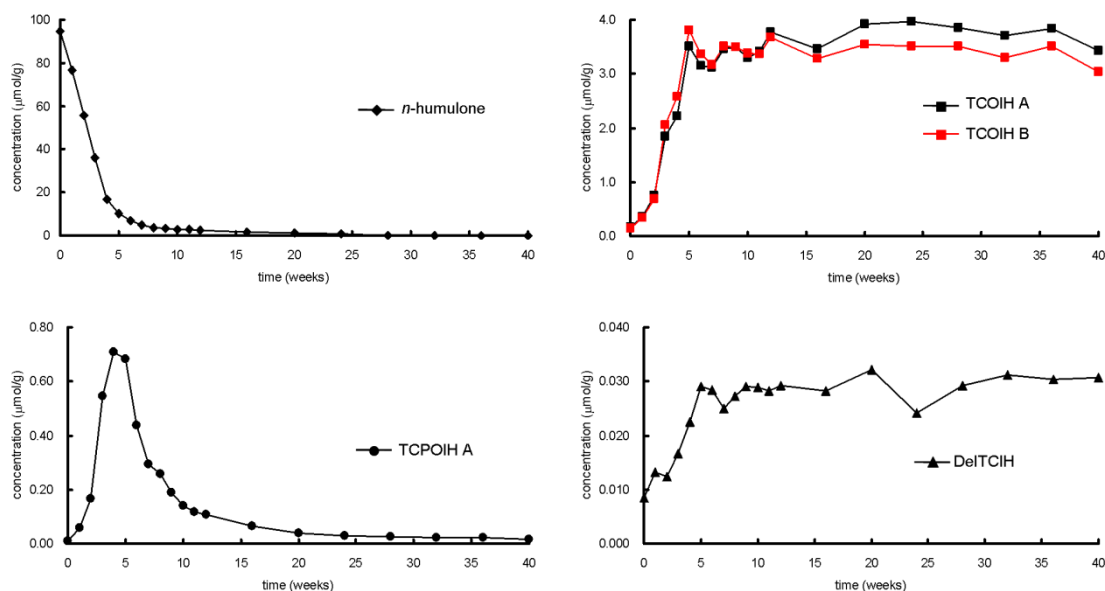 100
80
60
40
20
0
concentration (μmol/g)
n-humulone
0 5 10 15 20 25 30 35 40
time (weeks)
4.0
3.0
2.0
1.0
0.0
concentration (μmol/g)
TCOIH A
TCOIH B
0 5 10 15 20 25 30 35 40
time (weeks)
0.80
0.60
0.40
0.20
0.00
concentration (μmol/g)
TCPOIH A
0 5 10 15 20 25 30 35 40
time (weeks)
0.040
0.030
0.020
0.010
0.000
concentration (μmol/g)
DeITCIH
0 5 10 15 20 25 30 35 40
time (weeks)